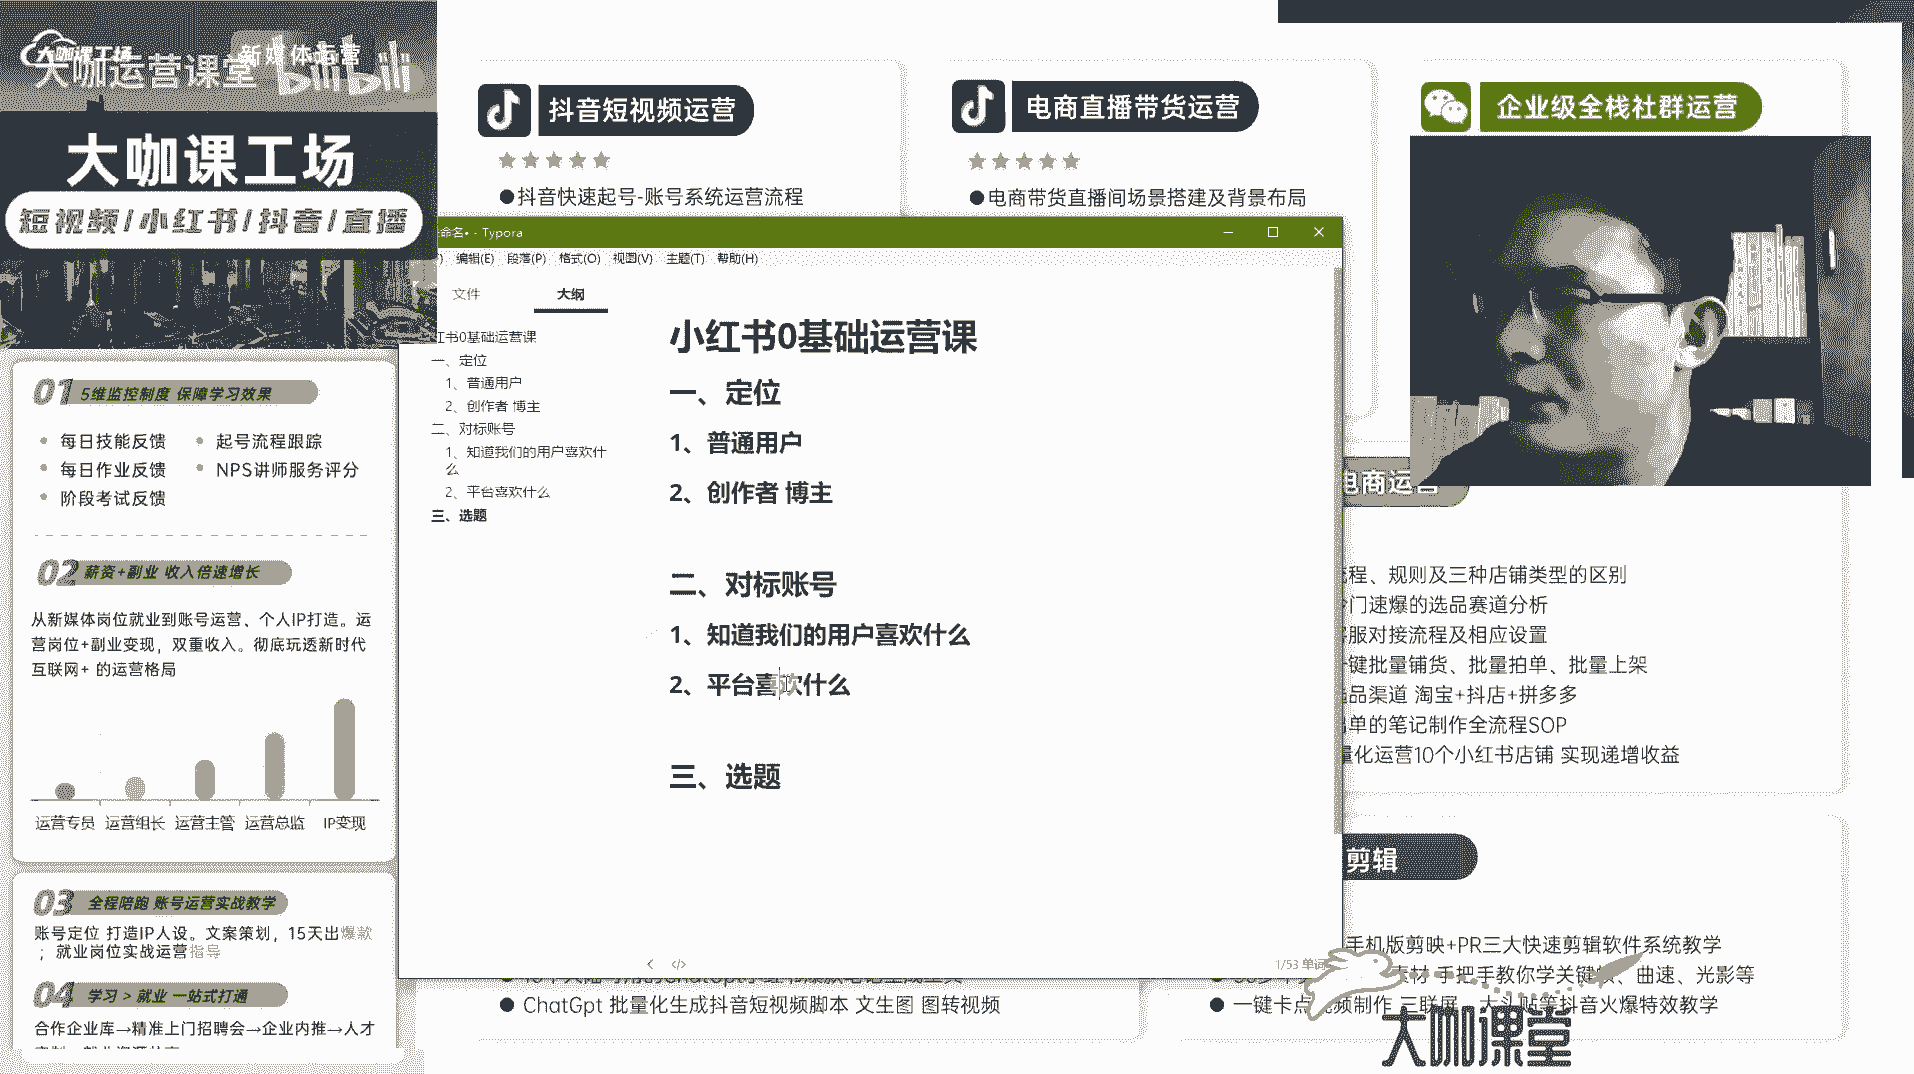 大咖课工场
大咖运营课堂
新媒体运营
bilibili
大咖课工场
短视频/小红书/抖音/直播
01 5维监控制度 保障学习效果
每日技能反馈
起号流程跟踪
每日作业反馈
NPS讲师服务评分
阶段考试反馈
02 薪资+副业 收入倍速增长
从新媒体岗位就业到账号运营、个人IP打造。运
营岗位+副业变现，双重收入。彻底玩透新时代
互联网+ 的运营格局
运营专员 运营组长 运营主管 运营总监 IP变现
03 全程陪跑 账号运营实战教学
账号定位 打造IP人设。文案策划，15天出爆款
；就业岗位实战运营指导
04 学习 > 就业 一站式打通
合作企业库→精准上门招聘会→企业内推→人才
抖音短视频运营
●抖音快速起号-账号系统运营流程
电商直播带货运营
●电商带货直播间场景搭建及背景布局
企业级全栈社群运营
命名• - Typora
编辑(E) 段落(P) 格式(O) 视图(V) 主题(T) 帮助(H)
文件 大纲
红书0基础运营课
一、定位
1、普通用户
2、创作者 博主
二、对标账号
1、知道我们的用户喜欢什
么
2、平台喜欢什么
三、选题
小红书0基础运营课
一、定位
1、普通用户
2、创作者 博主
二、对标账号
1、知道我们的用户喜欢什么
2、平台喜欢什么
三、选题
1/53 单词
电商运营
流程、规则及三种店铺类型的区别
门速爆的选品赛道分析
客服对接流程及相应设置
一键批量铺货、批量拍单、批量上架
选品渠道 淘宝+抖店+拼多多
出单的笔记制作全流程SOP
量化运营10个小红书店铺 实现递增收益
剪辑
手机版剪映+PR三大快速剪辑软件系统教学
素材 手把手教你学关键帧、曲速、光影等
● ChatGpt 批量化生成抖音短视频脚本 文生图 图转视频
● 一键卡点视频制作 三联屏、大头贴等抖音火爆特效教学
大咖课堂